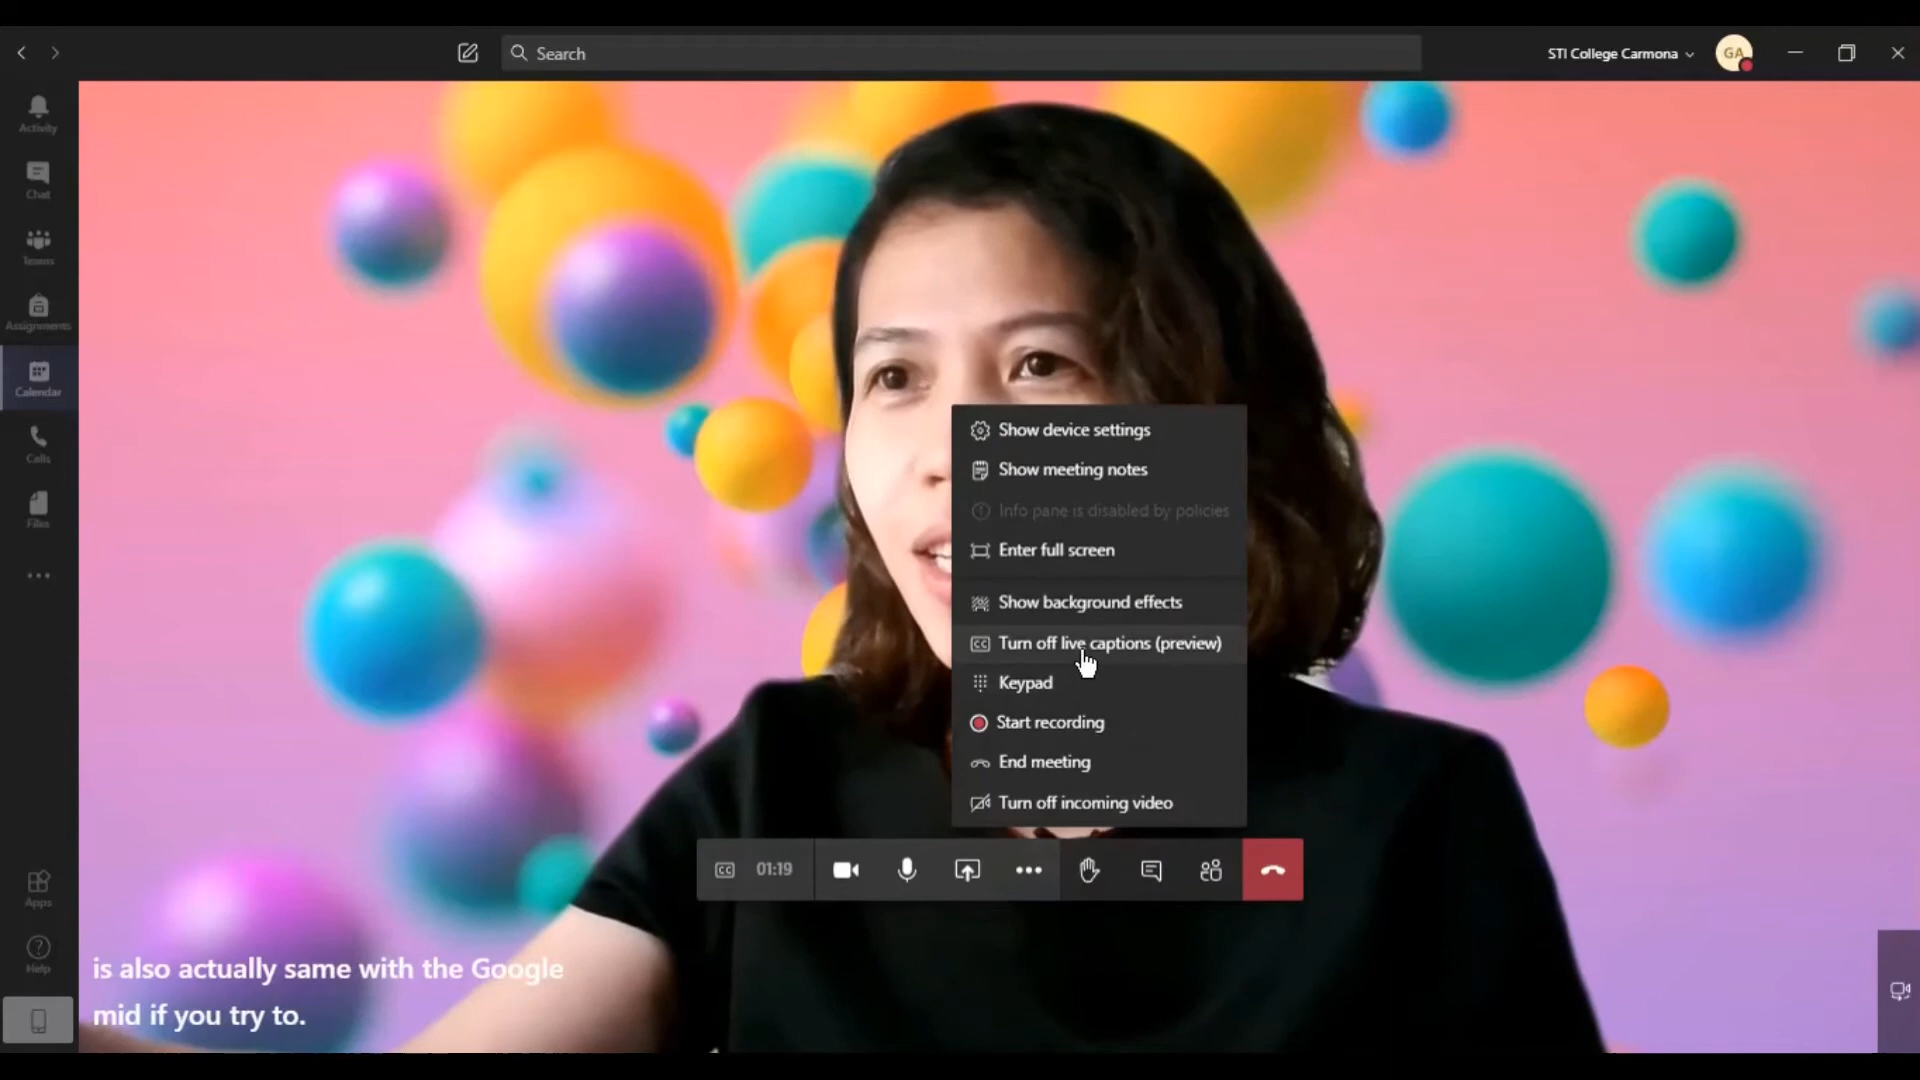 Search
STI College Carmona
GA
Activity
Chat
Teams
Assignments
Calendar
Calls
Files
Apps
Help
Show device settings
Show meeting notes
Info pane is disabled by policies
Enter full screen
Show background effects
CC Turn off live captions (preview)
Keypad
Start recording
End meeting
Turn off incoming video
CC 01:19
is also actually same with the Google
mid if you try to.